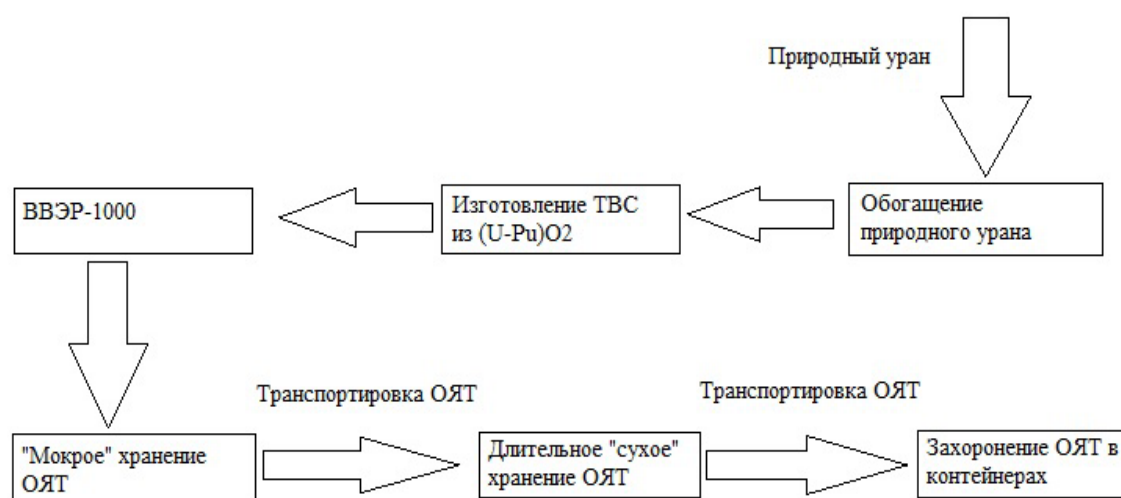 Природный уран
ВВЭР-1000
Изготовление ТВС
из (U-Pu)O2
Обогащение
природного урана
Транспортировка ОЯТ
Транспортировка ОЯТ
"Мокрое" хранение
ОЯТ
Длительное "сухое"
хранение ОЯТ
Захоронение ОЯТ в
контейнерах